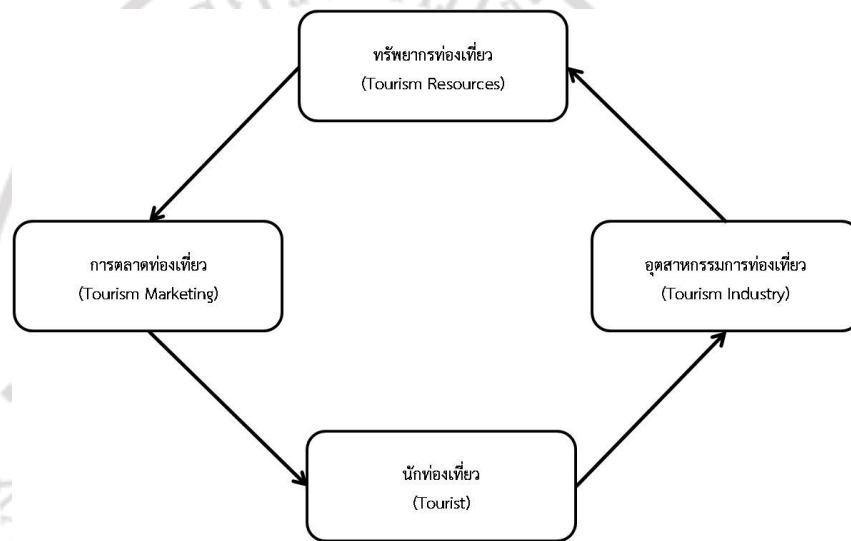 ทรัพยากรท่องเที่ยว
(Tourism Resources)
การตลาดท่องเที่ยว
(Tourism Marketing)
อุตสาหกรรมการท่องเที่ยว
(Tourism Industry)
นักท่องเที่ยว
(Tourist)